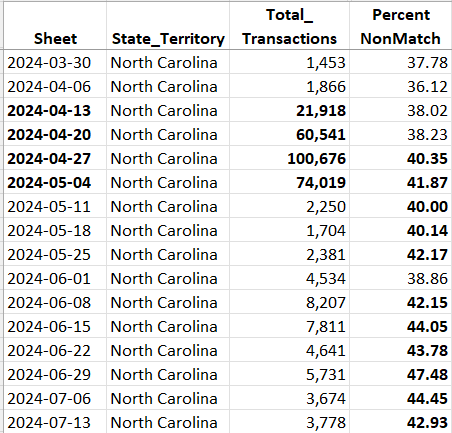 Total_ Percent
Sheet State_Territory Transactions NonMatch
2024-03-30 North Carolina 1,453 37.78
2024-04-06 North Carolina 1,866 36.12
2024-04-13 North Carolina 21,918 38.02
2024-04-20 North Carolina 60,541 38.23
2024-04-27 North Carolina 100,676 40.35
2024-05-04 North Carolina 74,019 41.87
2024-05-11 North Carolina 2,250 40.00
2024-05-18 North Carolina 1,704 40.14
2024-05-25 North Carolina 2,381 42.17
2024-06-01 North Carolina 4,534 38.86
2024-06-08 North Carolina 8,207 42.15
2024-06-15 North Carolina 7,811 44.05
2024-06-22 North Carolina 4,641 43.78
2024-06-29 North Carolina 5,731 47.48
2024-07-06 North Carolina 3,674 44.45
2024-07-13 North Carolina 3,778 42.93